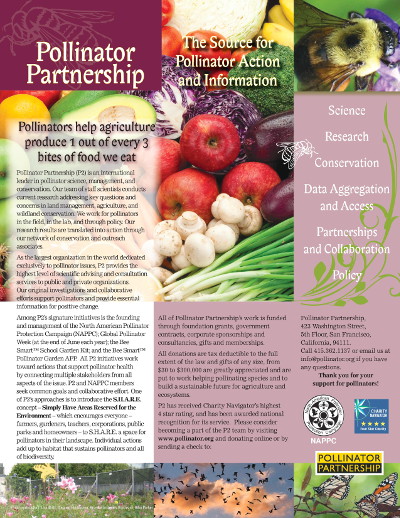 Pollinator
Partnership
The Source for
Pollinator Action
and Information
Pollinators help agriculture
produce 1 out of every 3
bites of food we eat
Pollinator Partnership (P2) is an international
leader in pollinator science, management, and
conservation. Our team of staff scientists conducts
current research addressing key questions and
concerns in land management, agriculture, and
wildland conservation. We work for pollinators
in the field, in the lab, and through policy. Our
research results are translated into action through
our network of conservation and outreach
associates.
As the largest organization in the world dedicated
exclusively to pollinator issues, P2 provides the
highest level of scientific advising and consultation
services to public and private organizations.
Our original investigations and collaborative
efforts support pollinators and provide essential
information for positive change.
Among P2's signature initiatives is the founding
and management of the North American Pollinator
Protection Campaign (NAPPC); Global Pollinator
Week (at the end of June each year); the Bee
Smart™ School Garden Kit; and the Bee Smart™
Pollinator Garden APP. All P2 initiatives work
toward actions that support pollinator health
by connecting multiple stakeholders from all
aspects of the issue. P2 and NAPPC members
seek common goals and collaborative effort. One
of P2's approaches is to introduce the S.H.A.R.E.
concept – Simply Have Areas Reserved for the
Environment – which encourages everyone –
farmers, gardeners, teachers, corporations, public
parks and homeowners – to S.H.A.R.E. a space for
pollinators in their landscape. Individual actions
add up to habitat that sustains pollinators and all
of biodiversity.
All of Pollinator Partnership's work is funded
through foundation grants, government
contracts, corporate sponsorships and
consultancies, gifts and memberships.
All donations are tax deductible to the full
extent of the law and gifts of any size, from
$20 to $200,000 are greatly appreciated and are
put to work helping pollinating species and to
build a sustainable future for agriculture and
ecosystems.
P2 has received Charity Navigator's highest
4 star rating, and has been awarded national
recognition for its service. Please consider
becoming a part of the P2 team by visiting
www.pollinator.org and donating online or by
sending a check to:
Science
Research
Conservation
Data Aggregation
and Access
Partnerships
and Collaboration
Policy
Pollinator Partnership,
423 Washington Street,
5th Floor, San Francisco,
California, 94111.
Call 415.362.1137 or email us at
info@pollinator.org if you have
any questions.
Thank you for your
support for pollinators!
NAPPC
CHARITY
NAVIGATOR
Four Star Charity
POLLINATOR
PARTNERSHIP